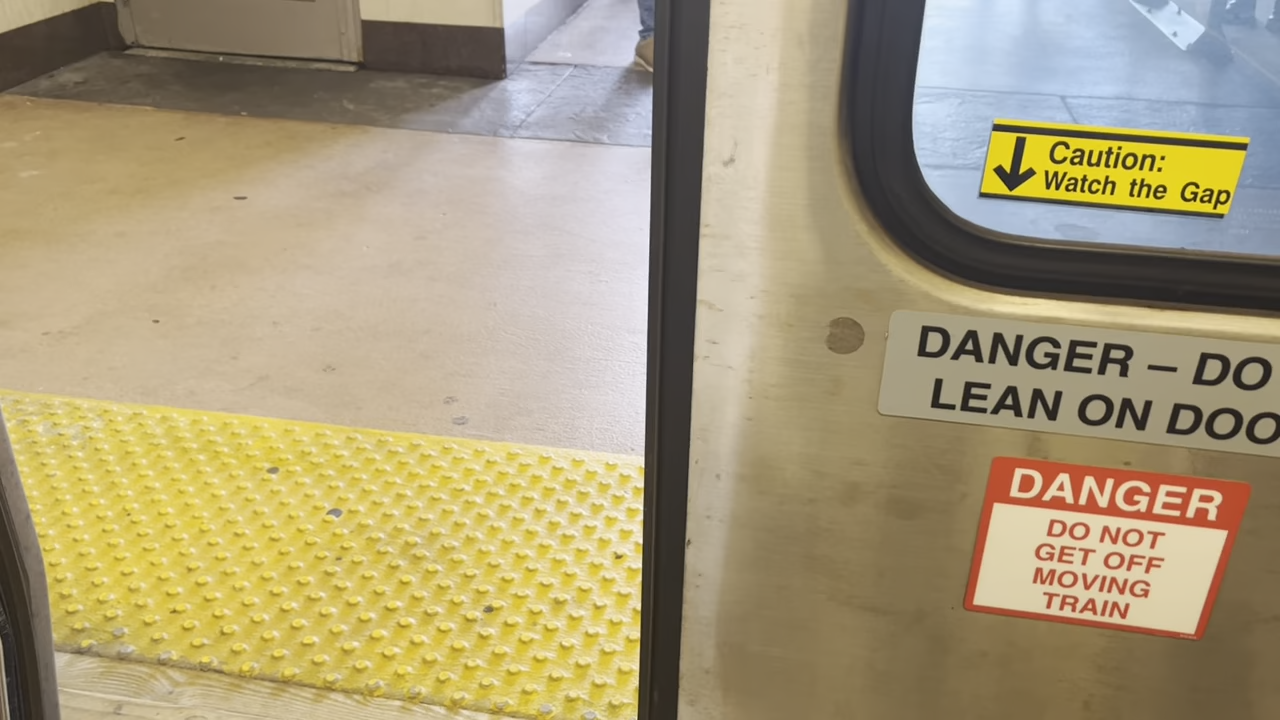 Caution:
Watch the Gap
DANGER – DO
LEAN ON DOO
DANGER
DO NOT
GET OFF
MOVING
TRAIN